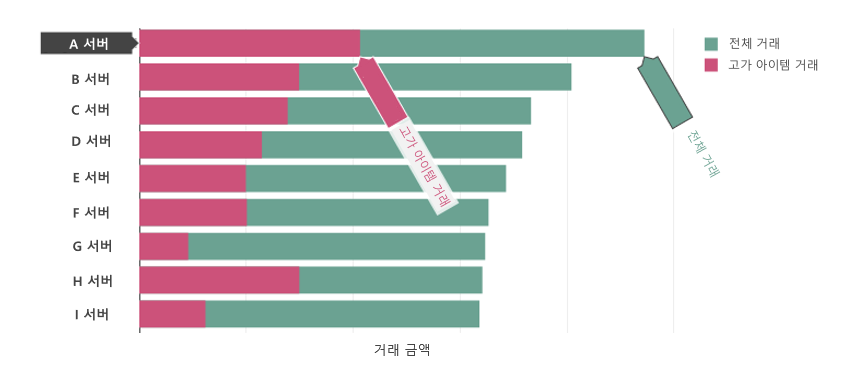 A 서버
B 서버
C 서버
D 서버
E 서버
F 서버
G 서버
H 서버
I 서버
전체 거래
고가 아이템 거래
고가 아이템 거래
전체 거래
거래 금액